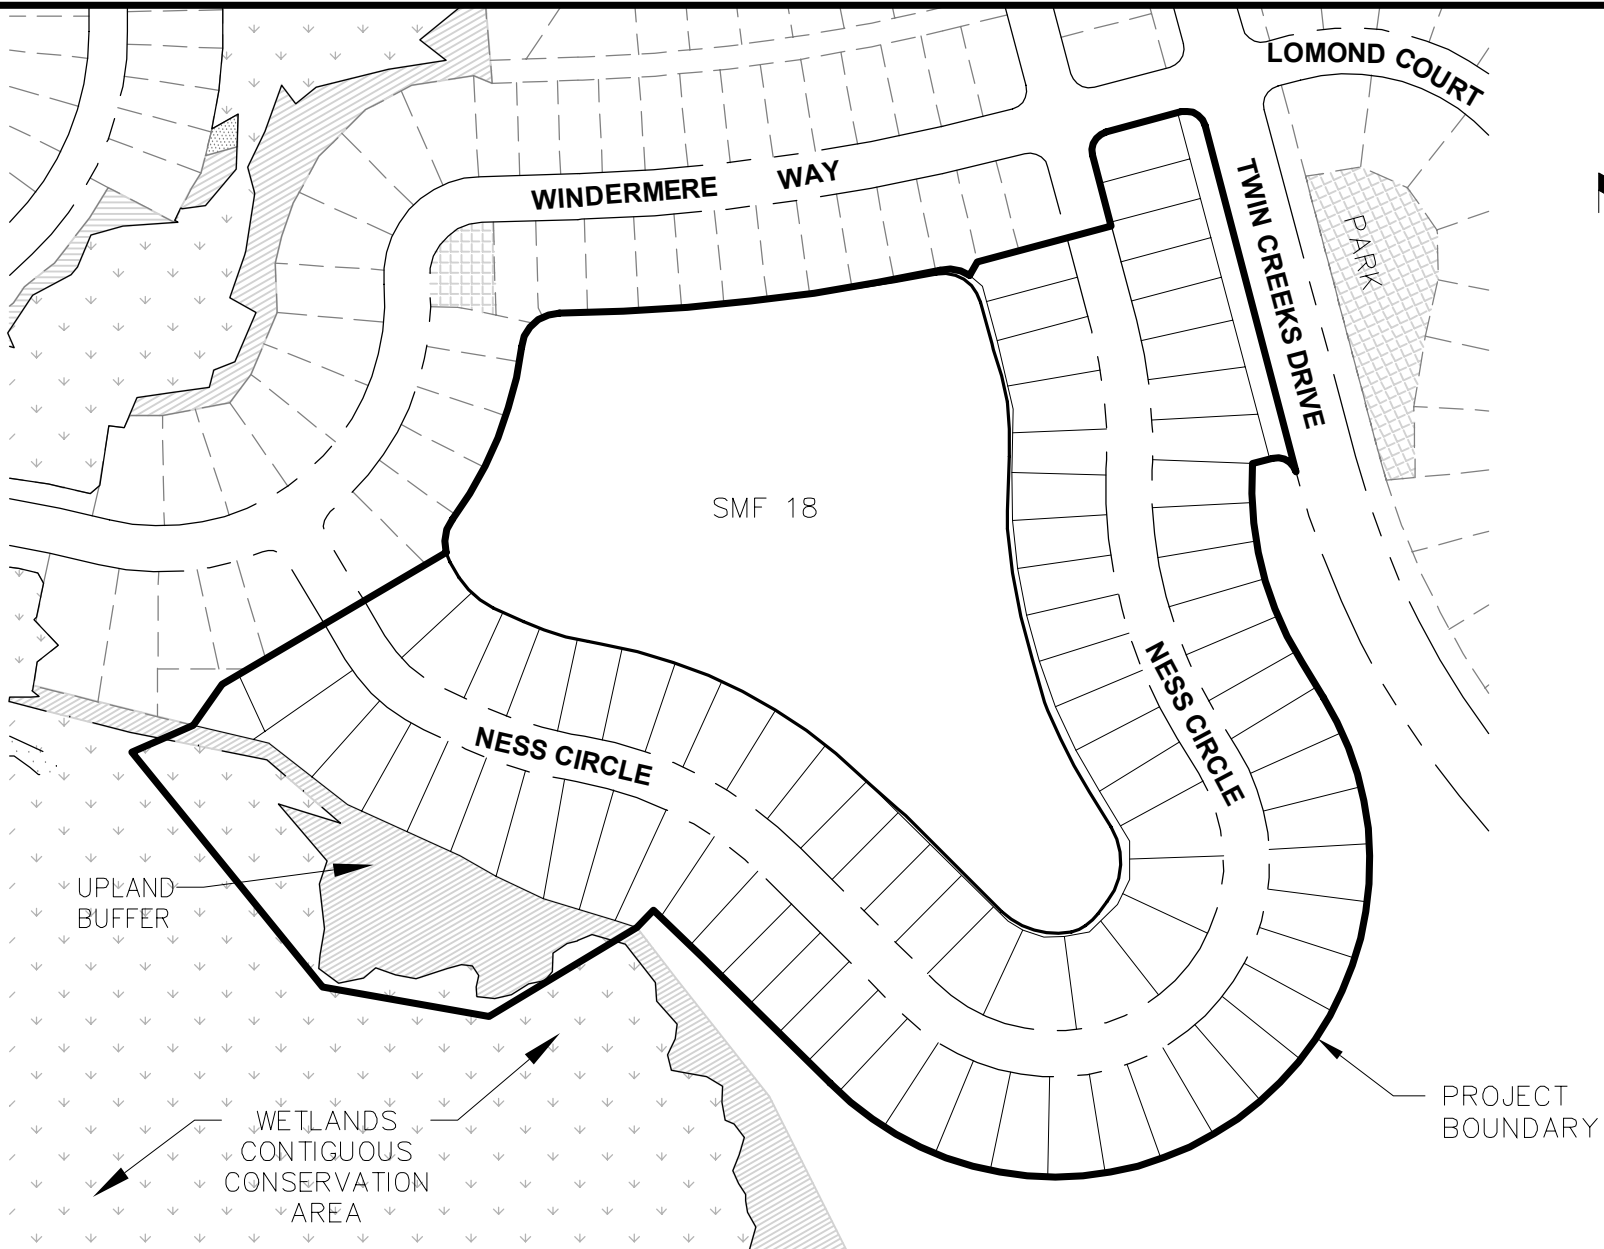 LOMOND COURT
WINDERMERE WAY
TWIN CREEKS DRIVE
PARK
SMF 18
NESS CIRCLE
NESS CIRCLE
UPLAND
BUFFER
WETLANDS
CONTIGUOUS
CONSERVATION
AREA
PROJECT
BOUNDARY